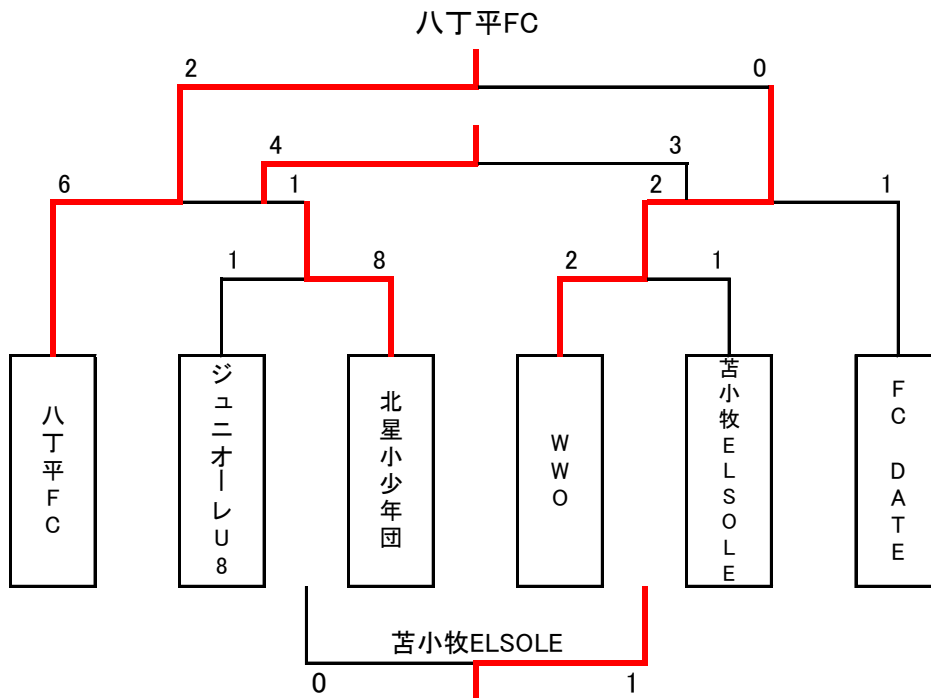 八丁平FC
2 0
4 3
6 1 2 1
1 8 2 1
八丁平FC
ジュニオーレU8
北星小少年団
WWO
苫小牧ELSOLE
FC DATE
苫小牧ELSOLE
0 1